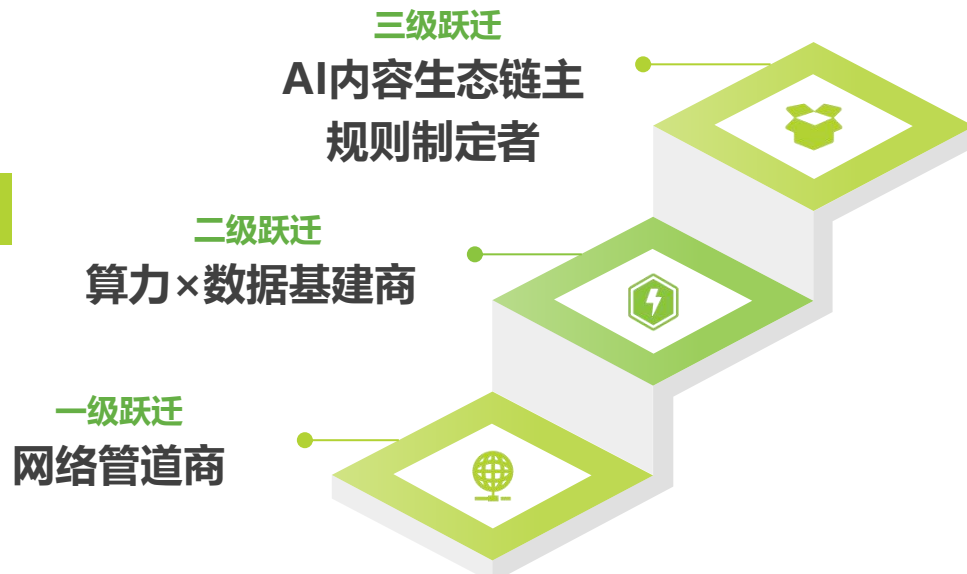 三级跃迁
AI内容生态链主
规则制定者
二级跃迁
算力×数据基建商
一级跃迁
网络管道商